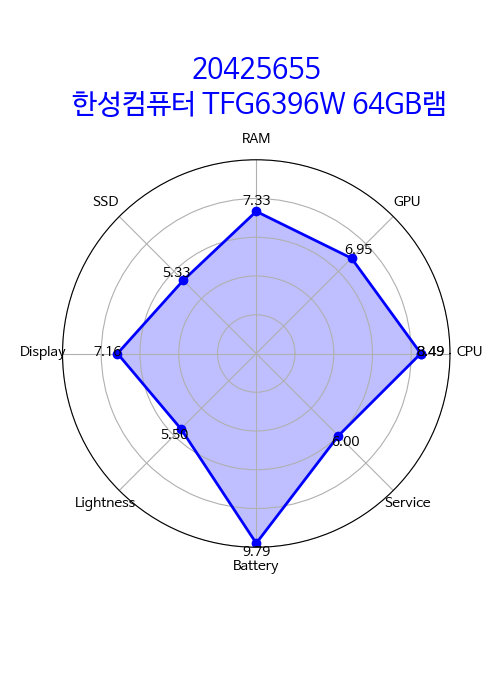 20425655
한성컴퓨터 TFG6396W 64GB램
RAM
7.33
SSD
GPU
6.95
5.33
Display
7.16
8.49
CPU
5.50
6.00
Lightness
Service
9.79
Battery